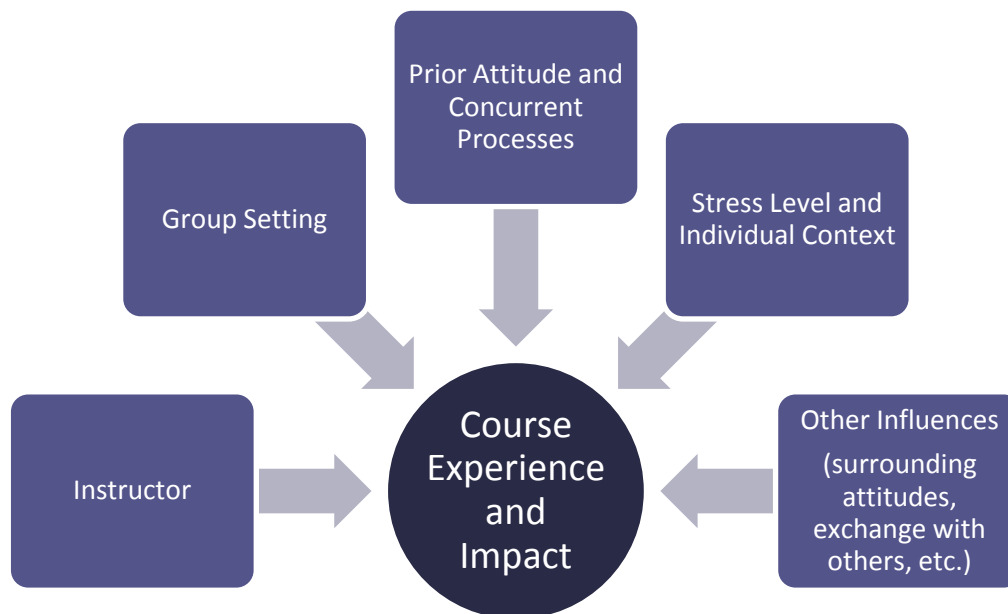 Prior Attitude and
Concurrent
Processes
Group Setting
Stress Level and
Individual Context
Instructor
Course
Experience
and
Impact
Other Influences
(surrounding
attitudes,
exchange with
others, etc.)